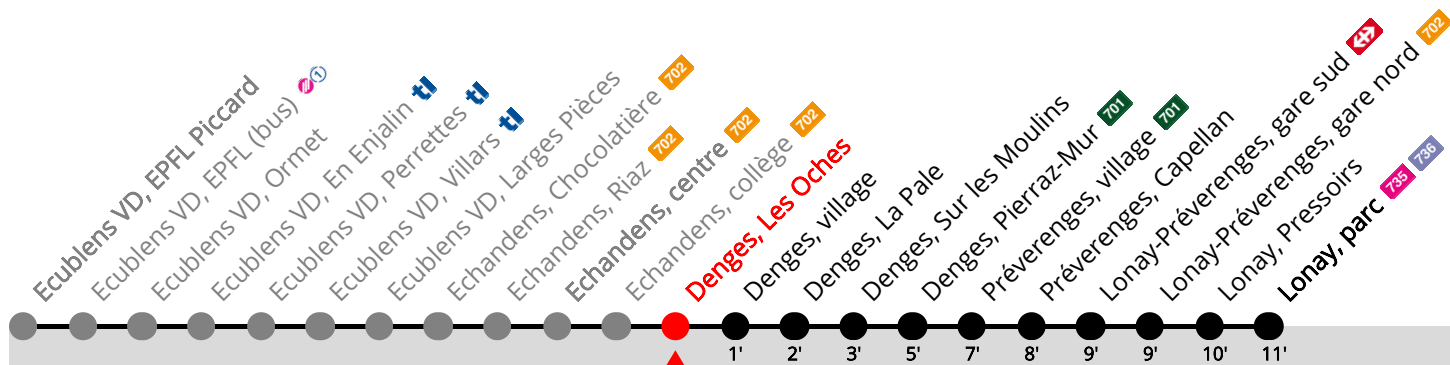 Ecublens VD, EPFL Piccard
Ecublens VD, EPFL (bus) m 1
Ecublens VD, Ormet
Ecublens VD, En Enjalin tl
Ecublens VD, Perrettes tl
Ecublens VD, Villars tl
Ecublens VD, Larges Pièces
Echandens, Chocolatière 702
Echandens, Riaz 702
Echandens, centre 702
Echandens, collège 702
Denges, Les Oches
Denges, village
Denges, La Pale
Denges, Sur les Moulins
Denges, Pierraz-Mur 701
Préverenges, village 701
Préverenges, Capellan
Lonay-Préverenges, gare sud
Lonay-Préverenges, gare nord 702
Lonay, Pressoirs
Lonay, parc 735 736
1' 2' 3' 5' 7' 8' 9' 9' 10' 11'